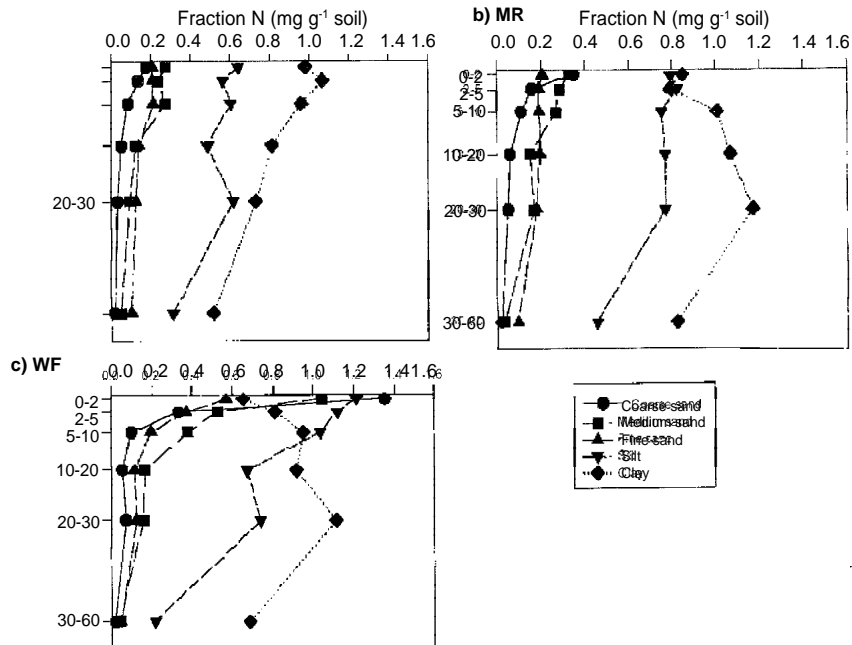 Fraction N (mg g⁻¹ soil)
0.0 0.2 0.4 0.6 0.8 1.0 1.2 1.4 1.6
20-30
b) MR
Fraction N (mg g⁻¹ soil)
0.0 0.2 0.4 0.6 0.8 1.0 1.2 1.4 1.6
0-2
2-5
5-10
10-20
20-30
30-60
c) WF
0.0 0.2 0.4 0.6 0.8 1.0 1.2 1.4 1.6
0-2
2-5
5-10
10-20
20-30
30-60
Coarse sand
Medium sand
Fine sand
Silt
Clay